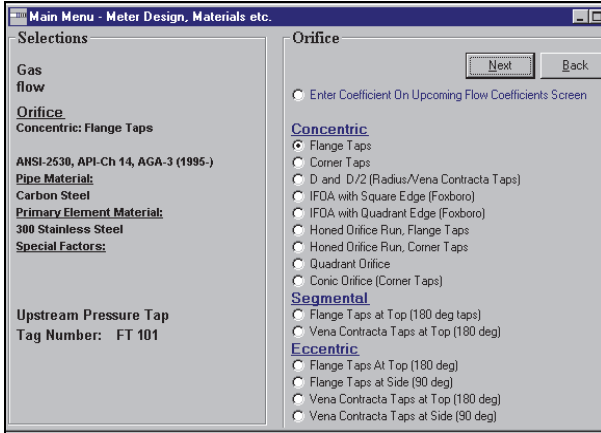 Main Menu - Meter Design, Materials etc.
Selections
Gas
flow
Orifice
Concentric: Flange Taps
ANSI-2530, API-Ch 14, AGA-3 (1995-)
Pipe Material:
Carbon Steel
Primary Element Material:
300 Stainless Steel
Special Factors:
Upstream Pressure Tap
Tag Number: FT 101
Orifice
Next Back
Enter Coefficient On Upcoming Flow Coefficients Screen
Concentric
Flange Taps
Corner Taps
D and D/2 (Radius/Vena Contracta Taps)
IFOA with Square Edge (Foxboro)
IFOA with Quadrant Edge (Foxboro)
Honed Orifice Run, Flange Taps
Honed Orifice Run, Corner Taps
Quadrant Orifice
Conic Orifice (Corner Taps)
Segmental
Flange Taps at Top (180 deg taps)
Vena Contracta Taps at Top (180 deg)
Eccentric
Flange Taps At Top (180 deg)
Flange Taps at Side (90 deg)
Vena Contracta Taps at Top (180 deg)
Vena Contracta Taps at Side (90 deg)